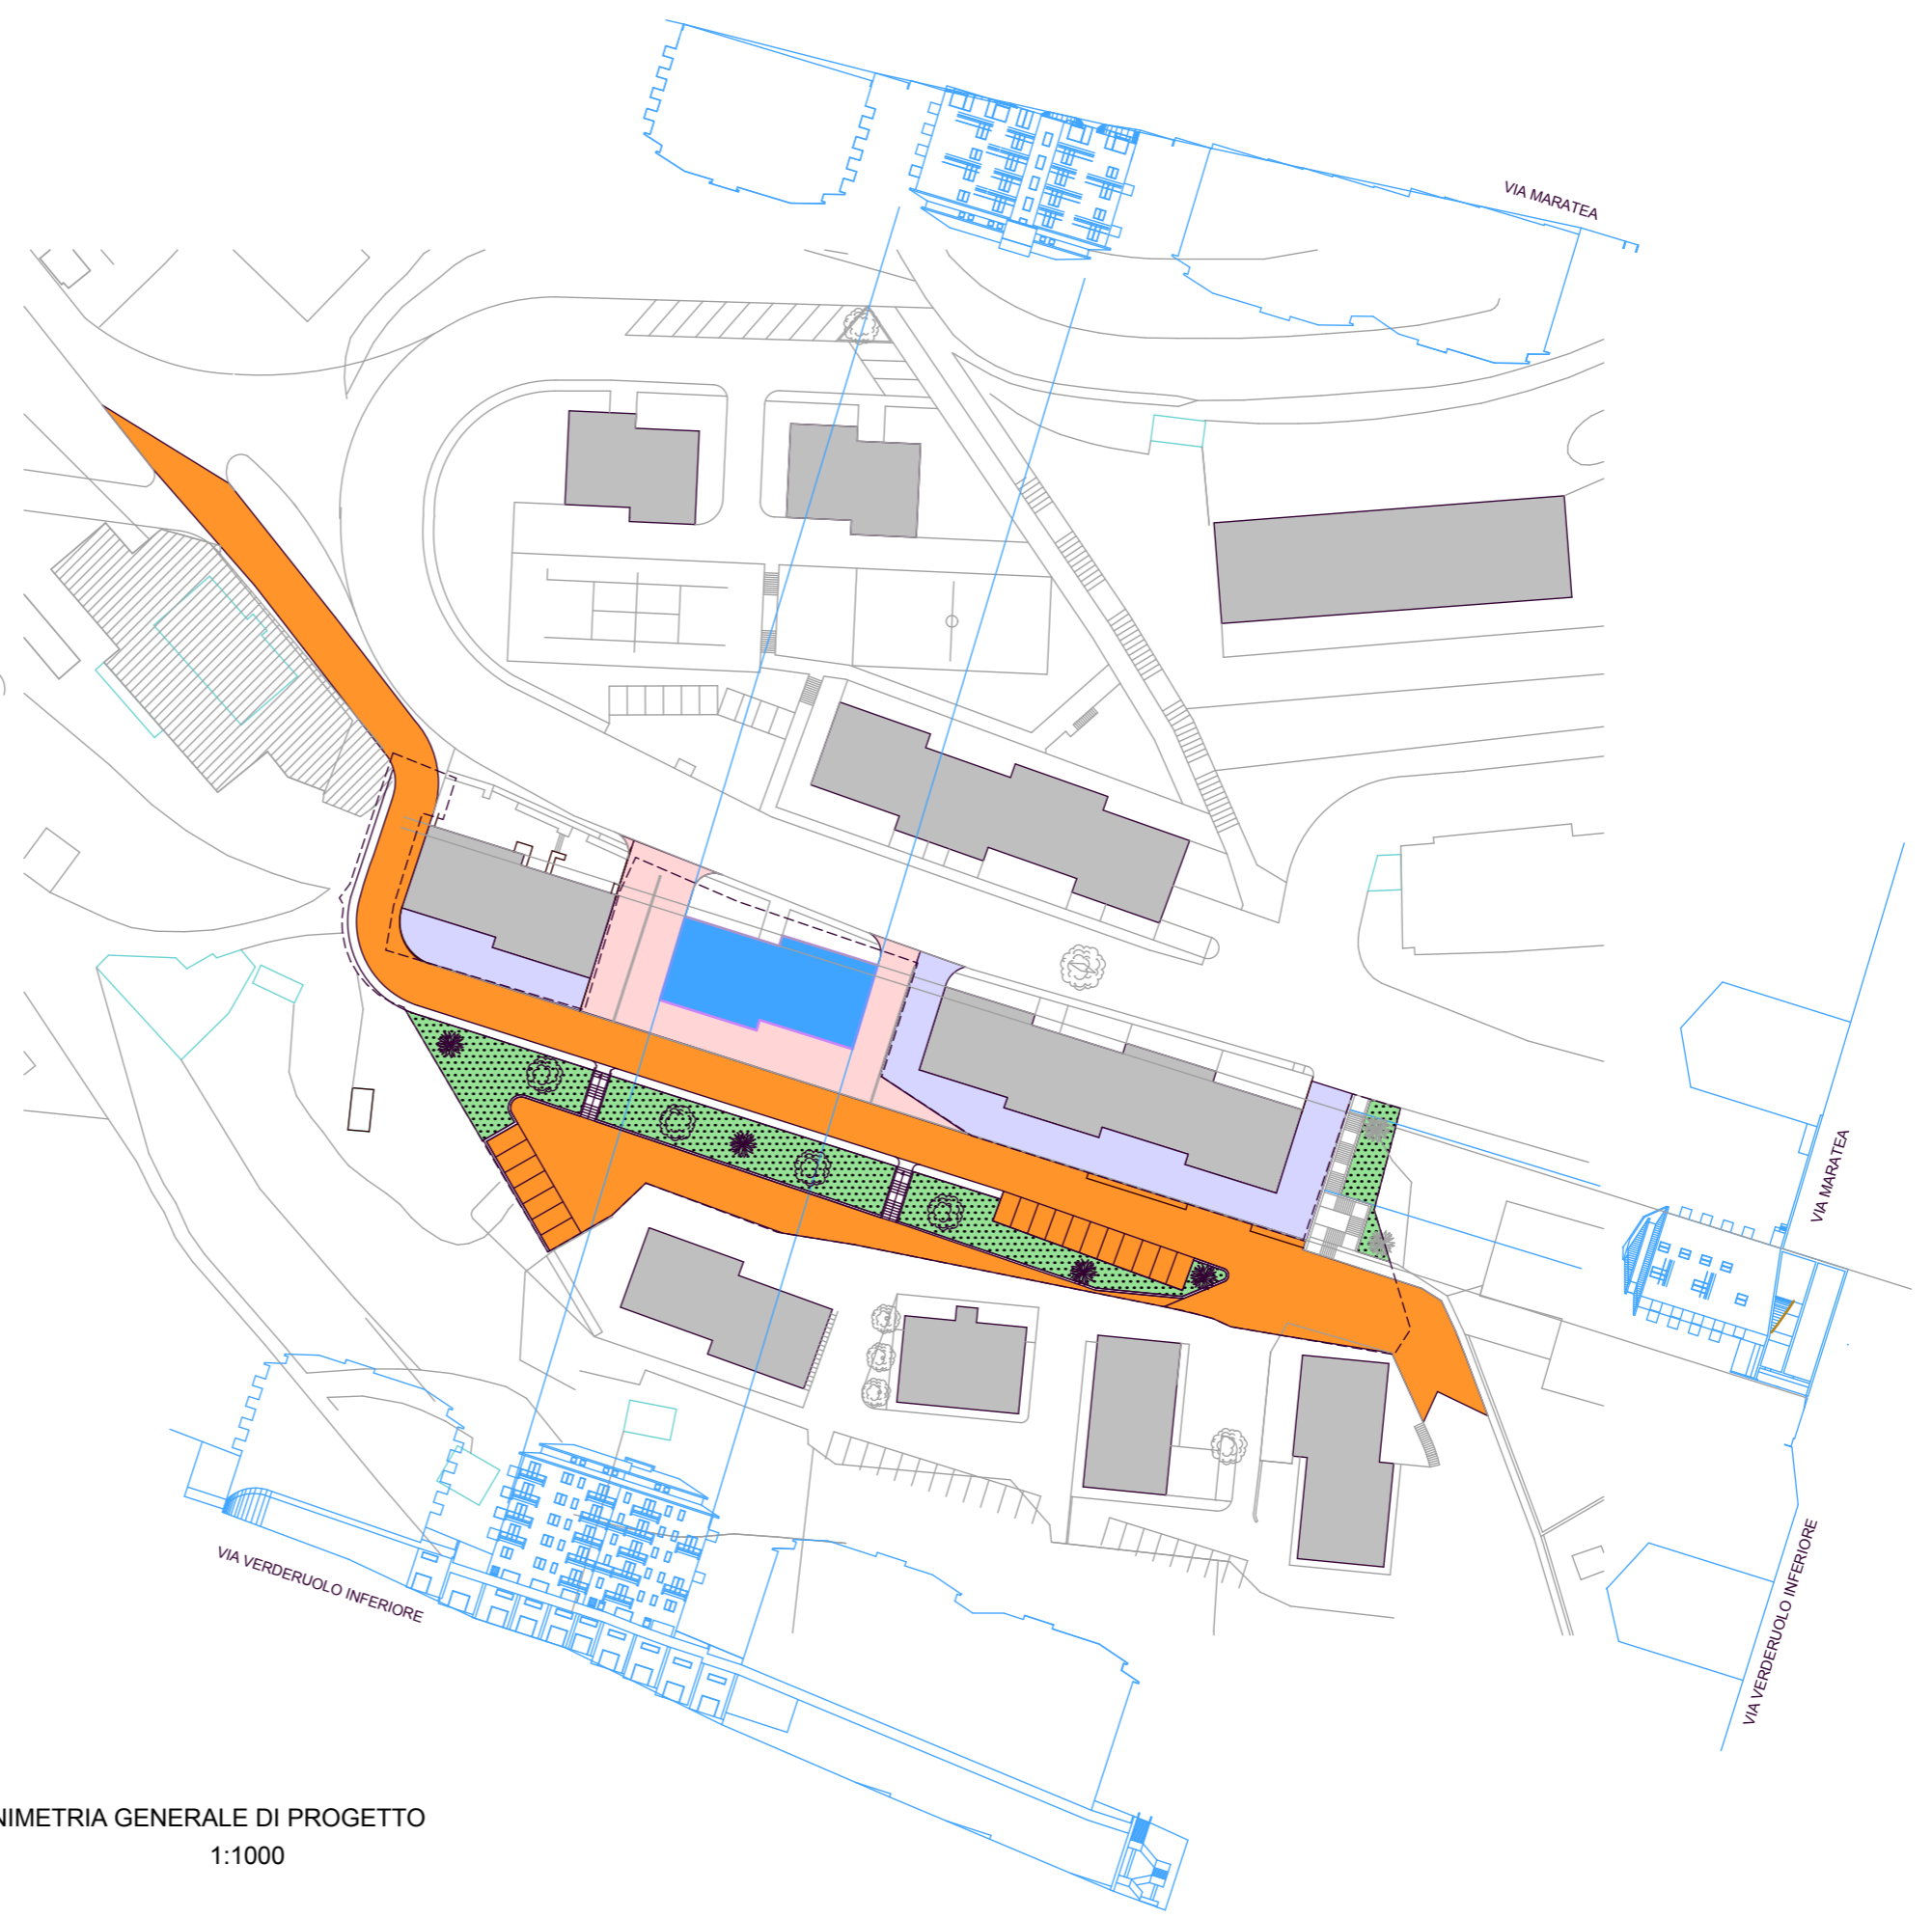 VIA MARATEA
VIA MARATEA
VIA VERDERUOLO INFERIORE
VIA VERDERUOLO INFERIORE
NIMETRIA GENERALE DI PROGETTO
1:1000